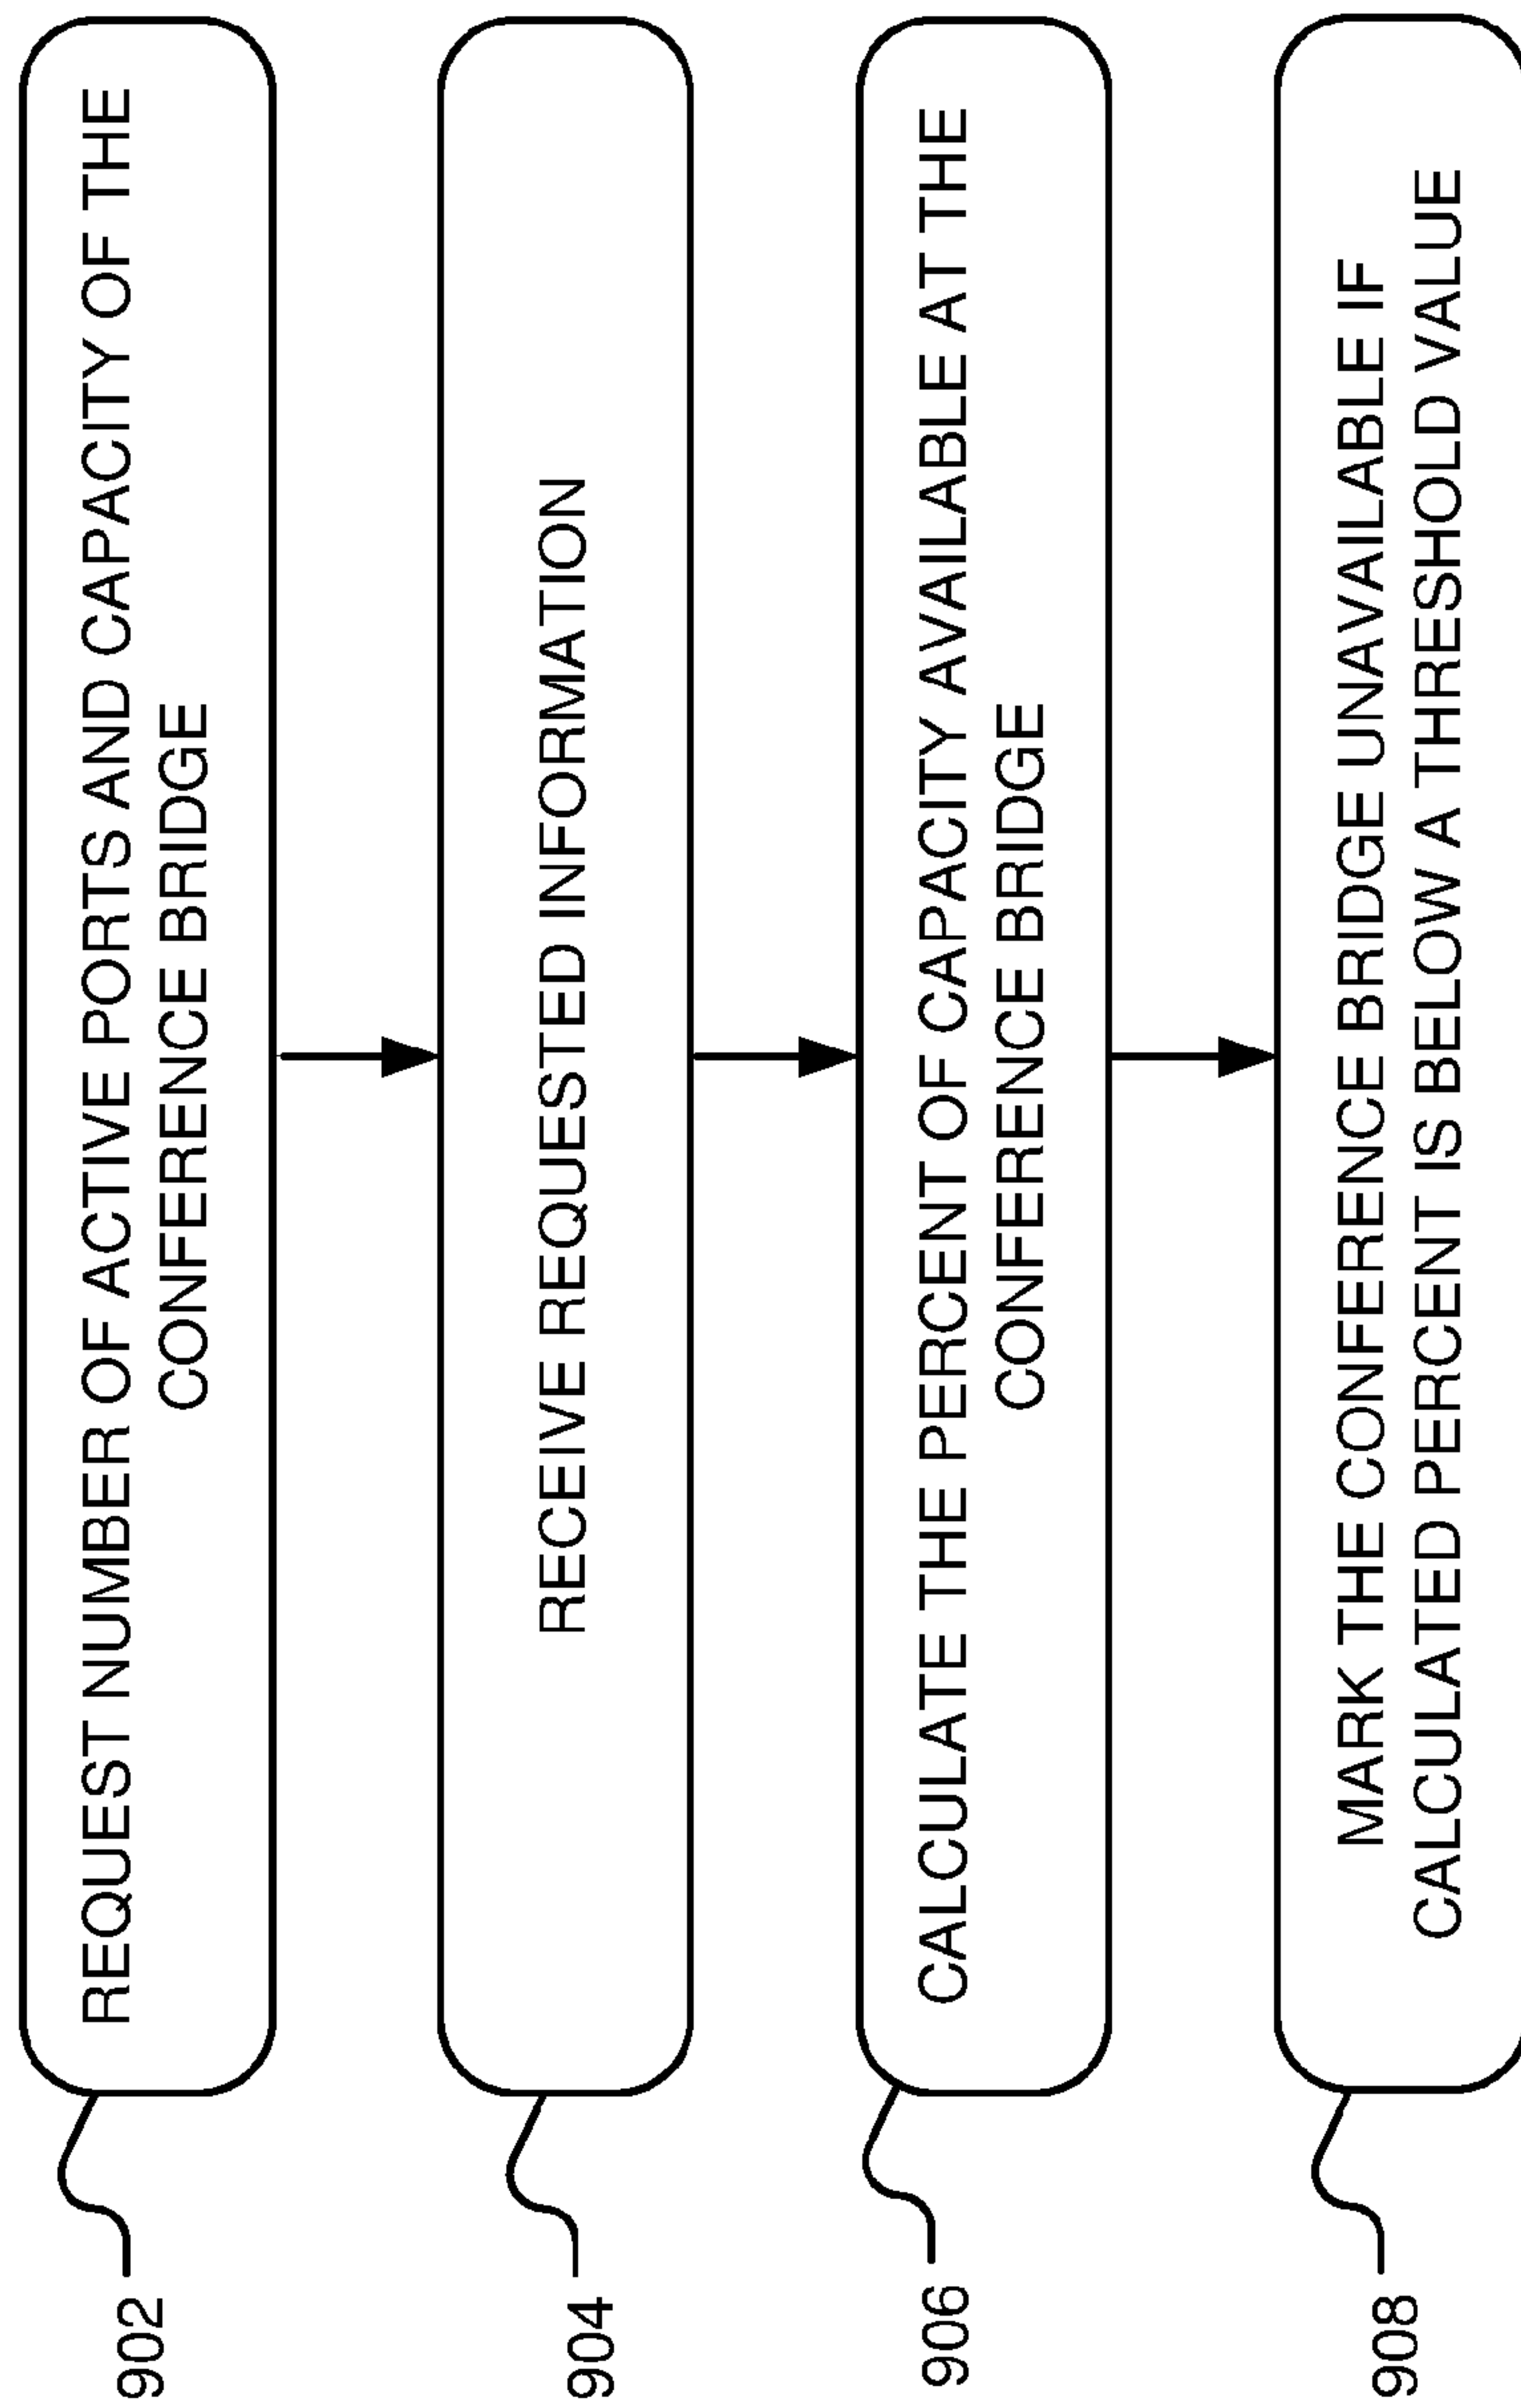 902
REQUEST NUMBER OF ACTIVE PORTS AND CAPACITY OF THE
CONFERENCE BRIDGE
904
RECEIVE REQUESTED INFORMATION
906
CALCULATE THE PERCENT OF CAPACITY AVAILABLE AT THE
CONFERENCE BRIDGE
908
MARK THE CONFERENCE BRIDGE UNAVAILABLE IF
CALCULATED PERCENT IS BELOW A THRESHOLD VALUE